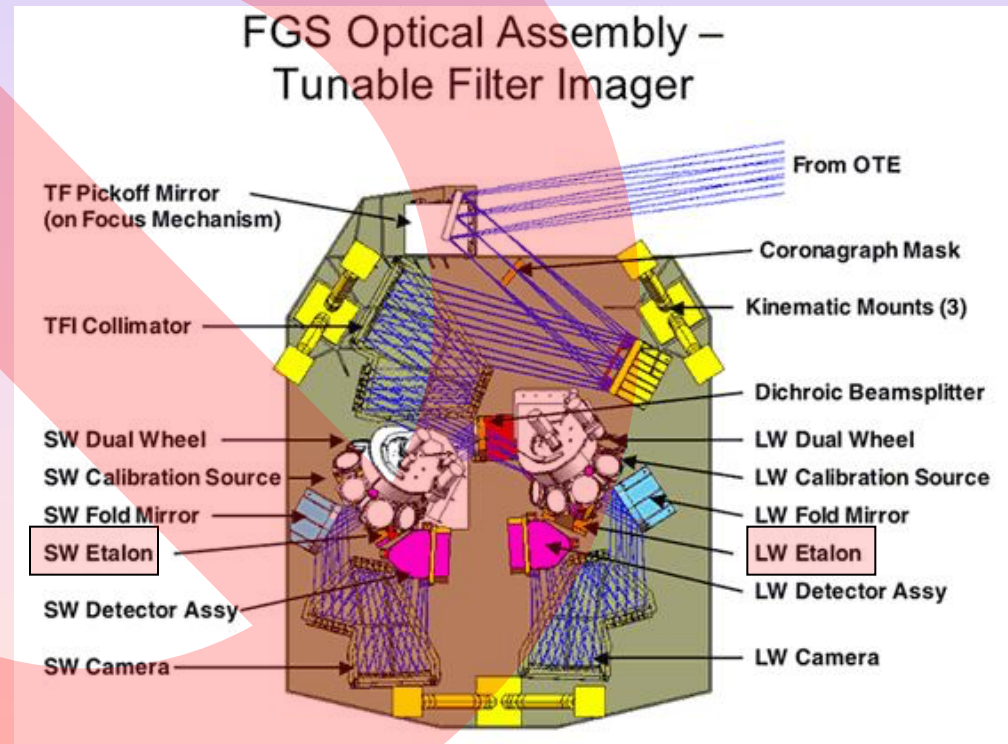 FGS Optical Assembly –
Tunable Filter Imager
From OTE
TF Pickoff Mirror
(on Focus Mechanism)
Coronagraph Mask
Kinematic Mounts (3)
TFI Collimator
Dichroic Beamsplitter
SW Dual Wheel
LW Dual Wheel
SW Calibration Source
LW Calibration Source
SW Fold Mirror
LW Fold Mirror
SW Etalon
LW Etalon
SW Detector Assy
LW Detector Assy
SW Camera
LW Camera